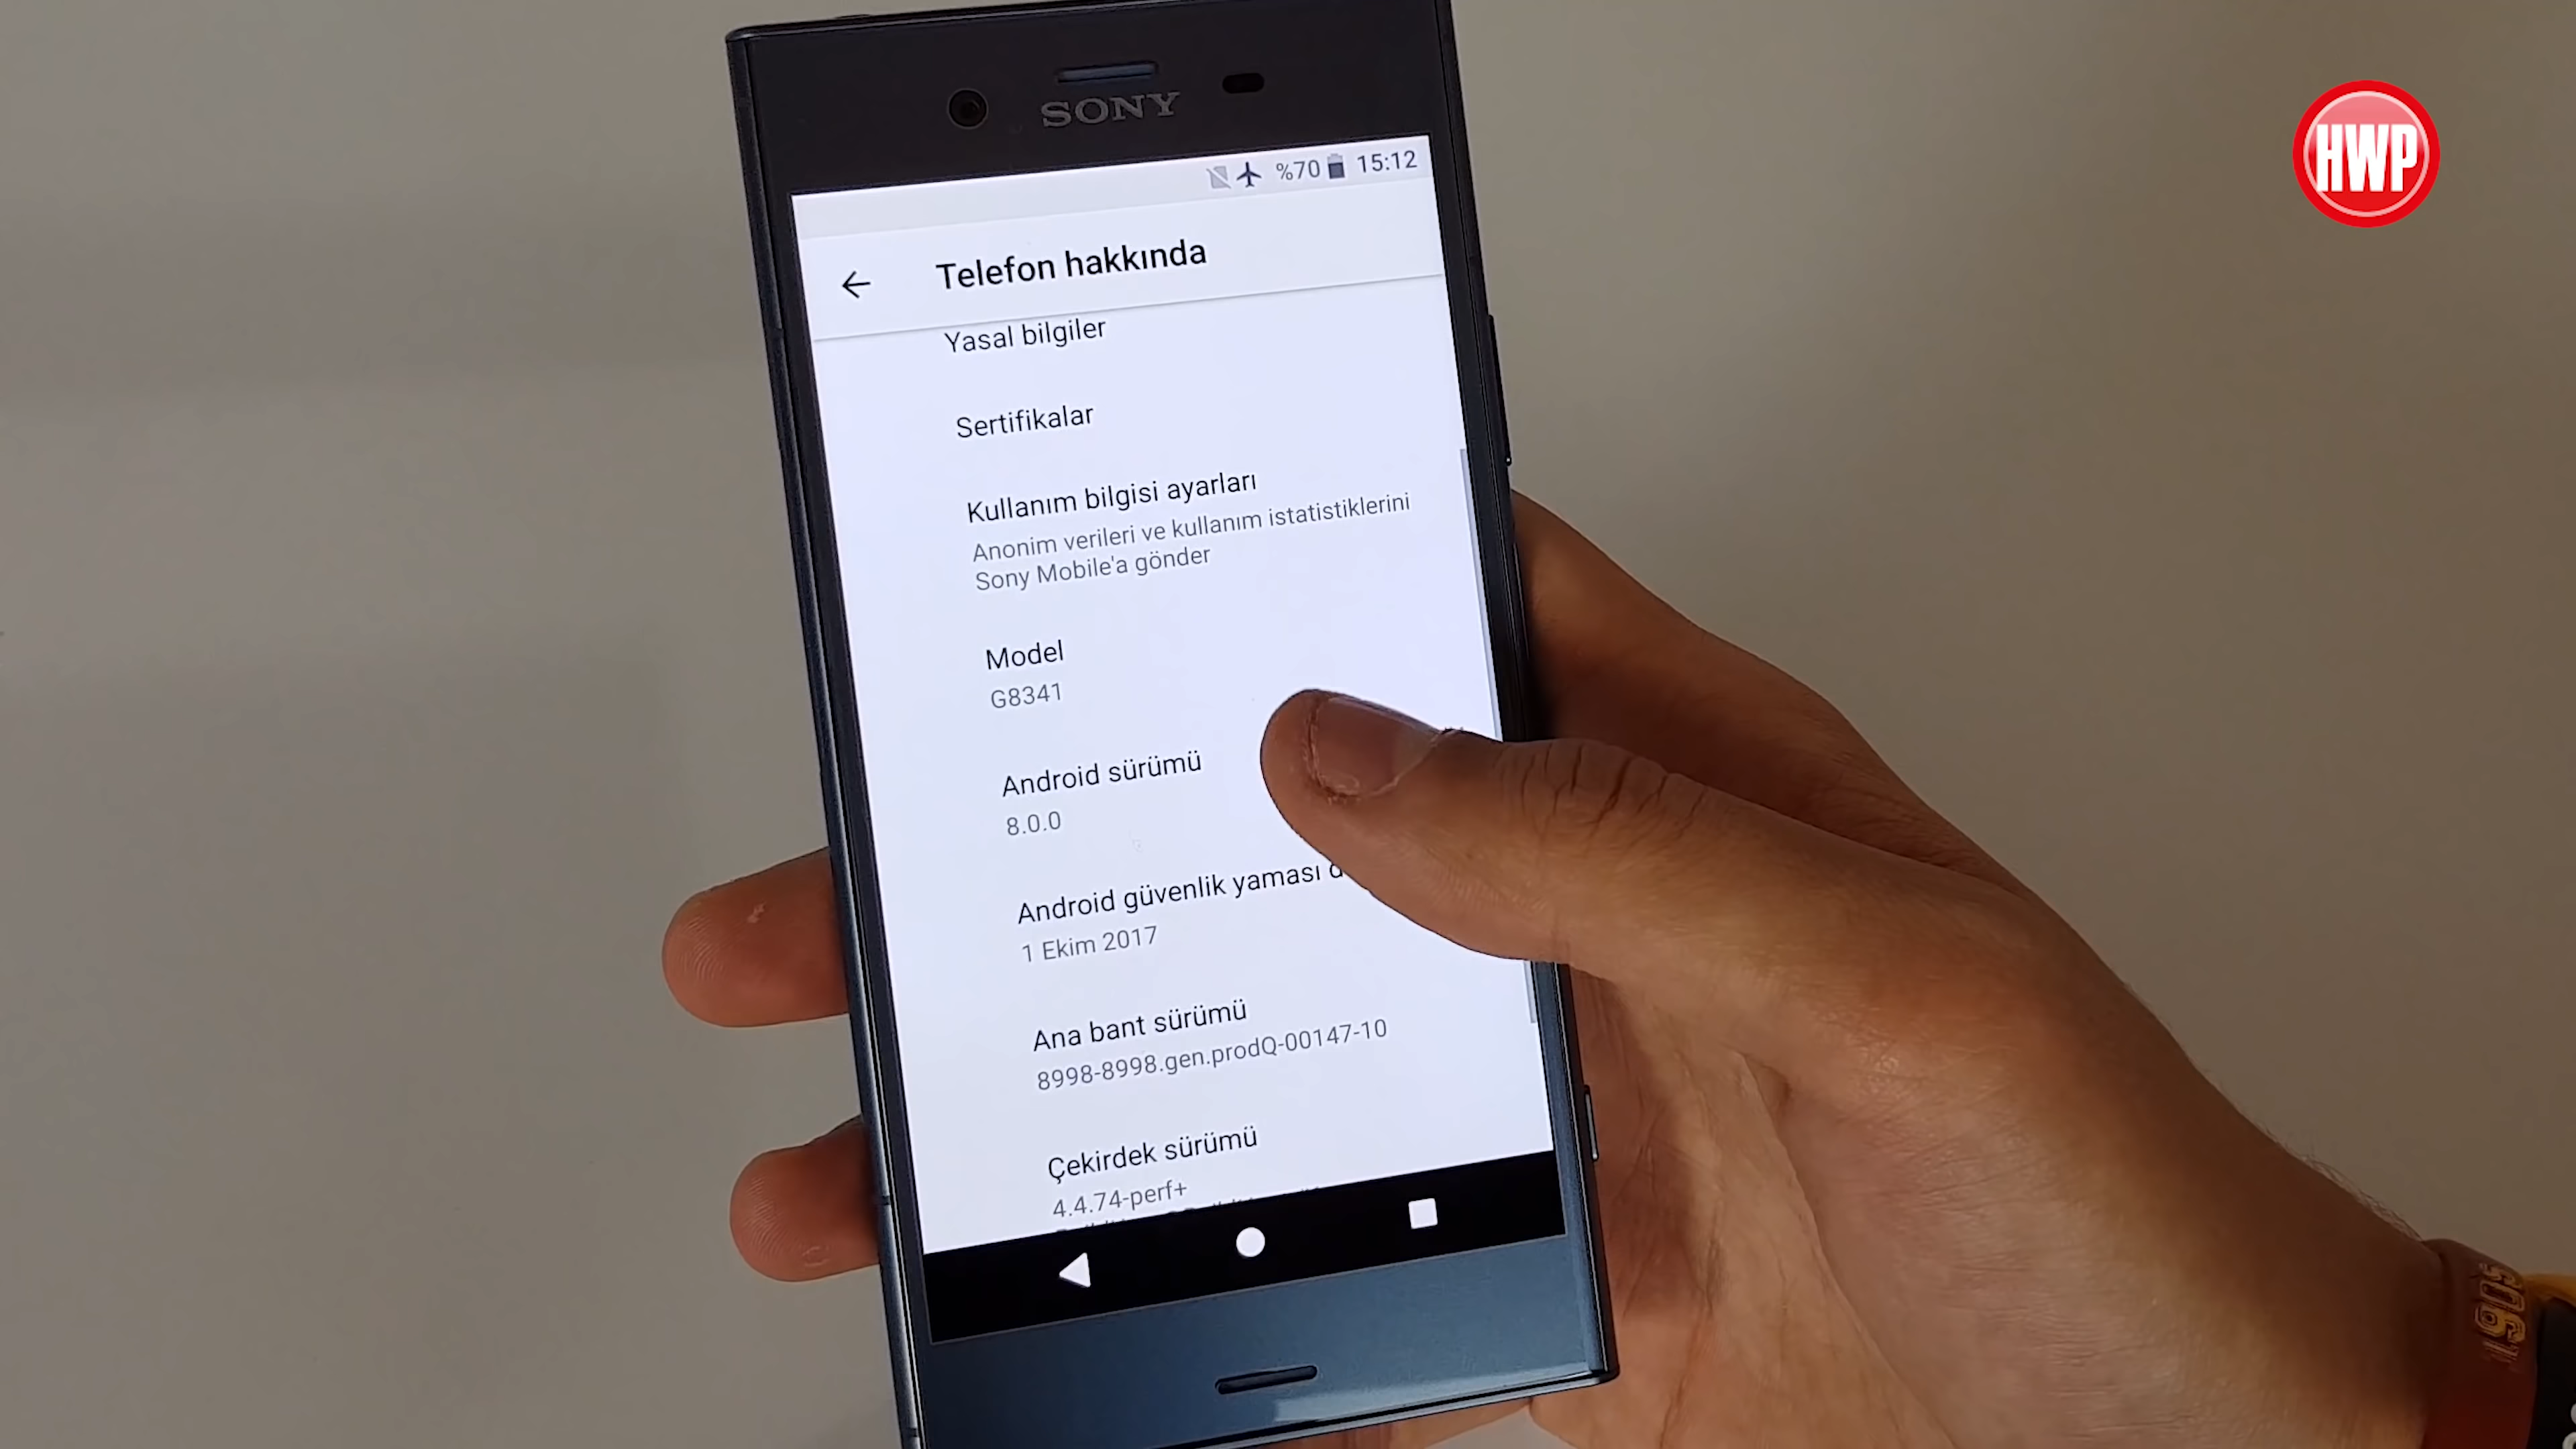 SONY
%70 15:12
HWP
Telefon hakkında
Yasal bilgiler
Sertifikalar
Kullanım bilgisi ayarları
Anonim verileri ve kullanım istatistiklerini
Sony Mobile'a gönder
Model
G8341
Android sürümü
8.0.0
Android güvenlik yaması
1 Ekim 2017
Ana bant sürümü
8998-8998.gen.prodQ-00147-10
Çekirdek sürümü
4.4.74-perf+
1905